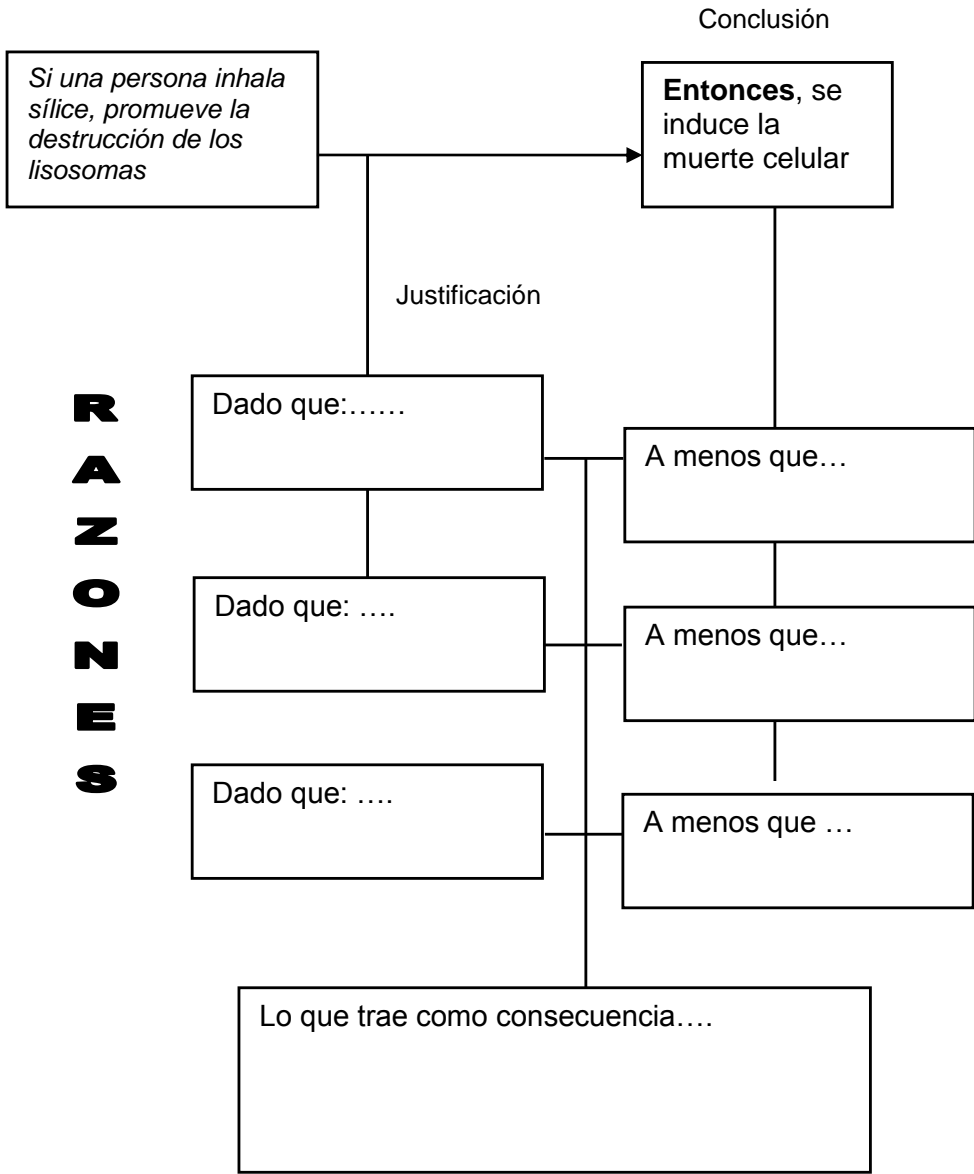 Conclusión
Si una persona inhala
sílice, promueve la
destrucción de los
lisosomas
Entonces, se
induce la
muerte celular
Justificación
R
A
Z
O
N
E
S
Dado que:……
A menos que…
Dado que: ….
A menos que…
Dado que: ….
A menos que …
Lo que trae como consecuencia….